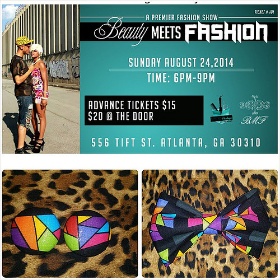 A PREMIER FASHION SHOW
Beauty MEETS FASHION
SUNDAY AUGUST 24,2014
TIME: 6PM-9PM
ADVANCE TICKETS $15
$20 @ THE DOOR
556 TIFT ST. ATLANTA, GA 30310